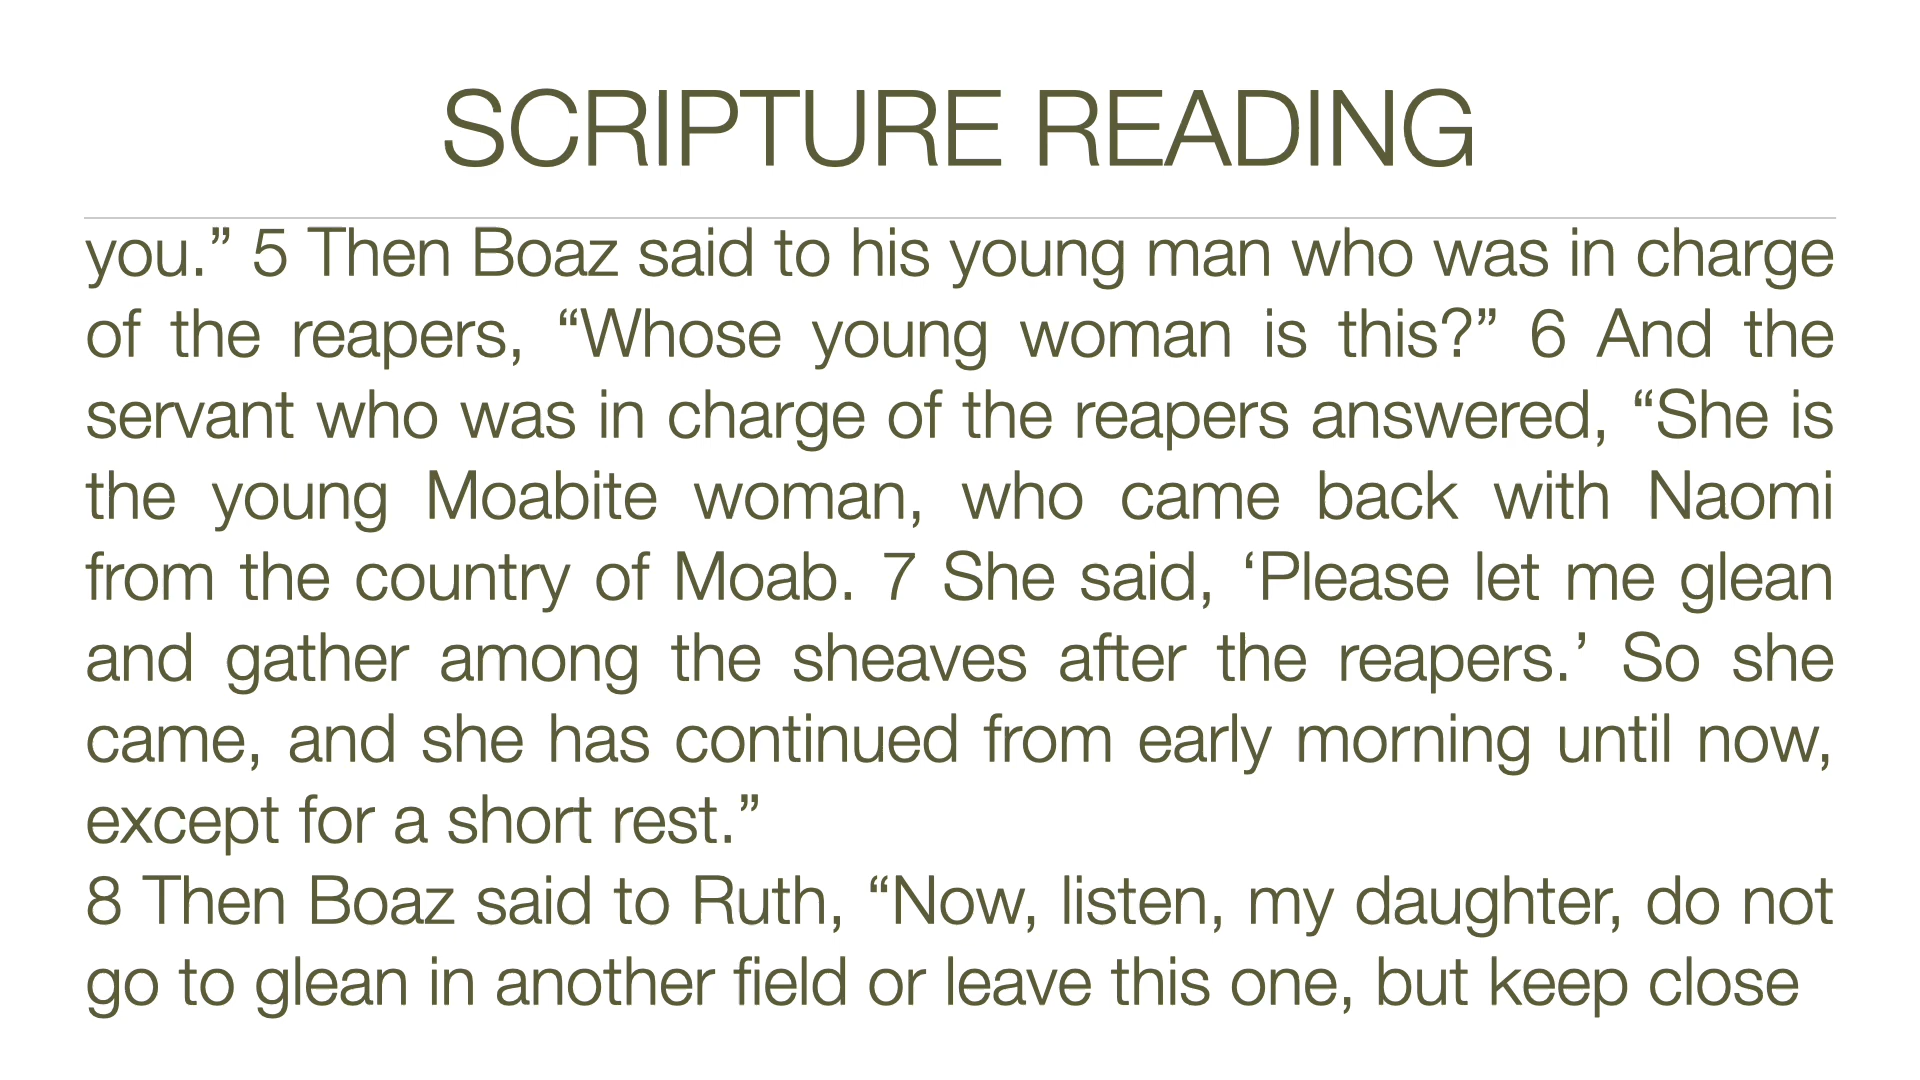 SCRIPTURE READING
you.” 5 Then Boaz said to his young man who was in charge
of the reapers, “Whose young woman is this?” 6 And the
servant who was in charge of the reapers answered, “She is
the young Moabite woman, who came back with Naomi
from the country of Moab. 7 She said, ‘Please let me glean
and gather among the sheaves after the reapers.’ So she
came, and she has continued from early morning until now,
except for a short rest.”
8 Then Boaz said to Ruth, “Now, listen, my daughter, do not
go to glean in another field or leave this one, but keep close